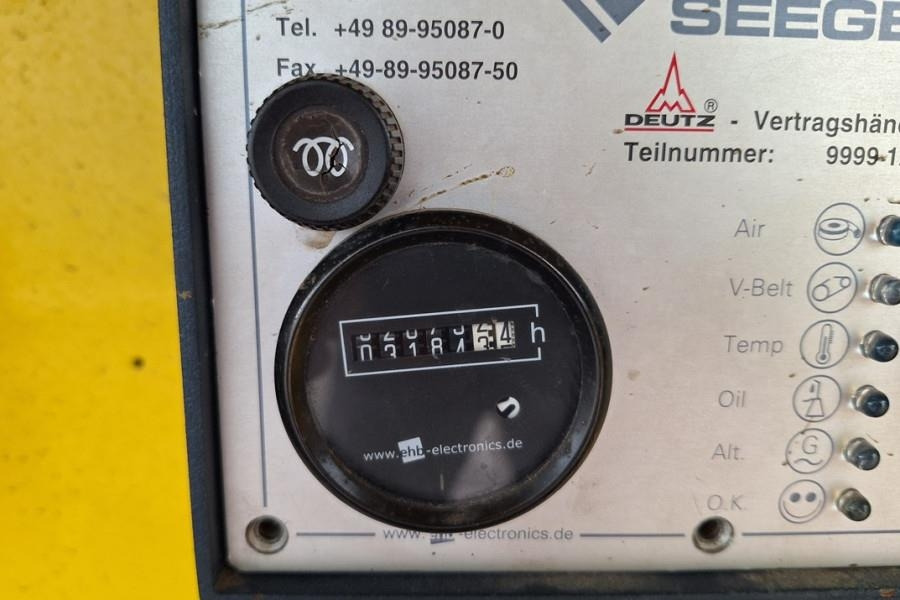 Tel. +49 89-95087-0
Fax +49-89-95087-50
SEEGE
DEUTZ ® - Vertragshänd
Teilnummer: 9999-1
Air
V-Belt
Temp
Oil
Alt.
G
O.K.
h
www.ehb-electronics.de
www.ehb-electronics.de